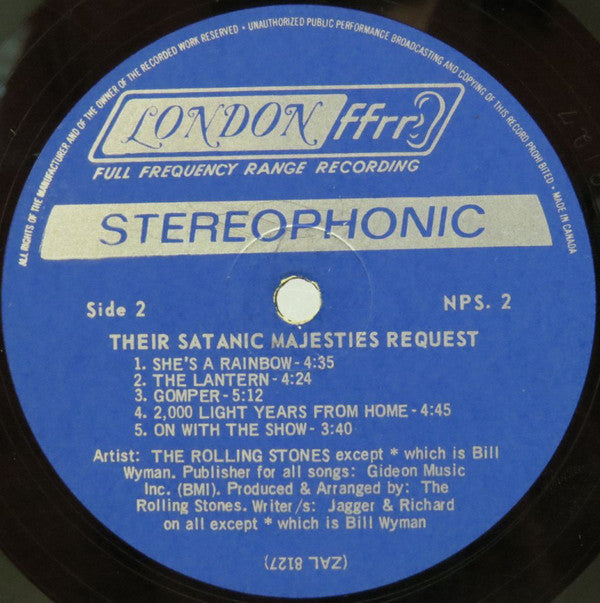 ALL RIGHTS OF THE MANUFACTURER AND OF THE OWNER OF THE RECORDED WORK RESERVED • UNAUTHORIZED PUBLIC PERFORMANCE BROADCASTING AND COPYING OF THIS RECORD PROHIBITED • MADE IN CANADA
LONDON ffrr
FULL FREQUENCY RANGE RECORDING
STEREOPHONIC
Side 2 NPS. 2
THEIR SATANIC MAJESTIES REQUEST
1. SHE'S A RAINBOW - 4:35
2. THE LANTERN - 4:24
3. GOMPER - 5:12
4. 2,000 LIGHT YEARS FROM HOME - 4:45
5. ON WITH THE SHOW - 3:40
Artist: THE ROLLING STONES except * which is Bill
Wyman. Publisher for all songs: Gideon Music
Inc. (BMI). Produced & Arranged by: The
Rolling Stones. Writer/s: Jagger & Richard
on all except * which is Bill Wyman
(ZAL 8127)